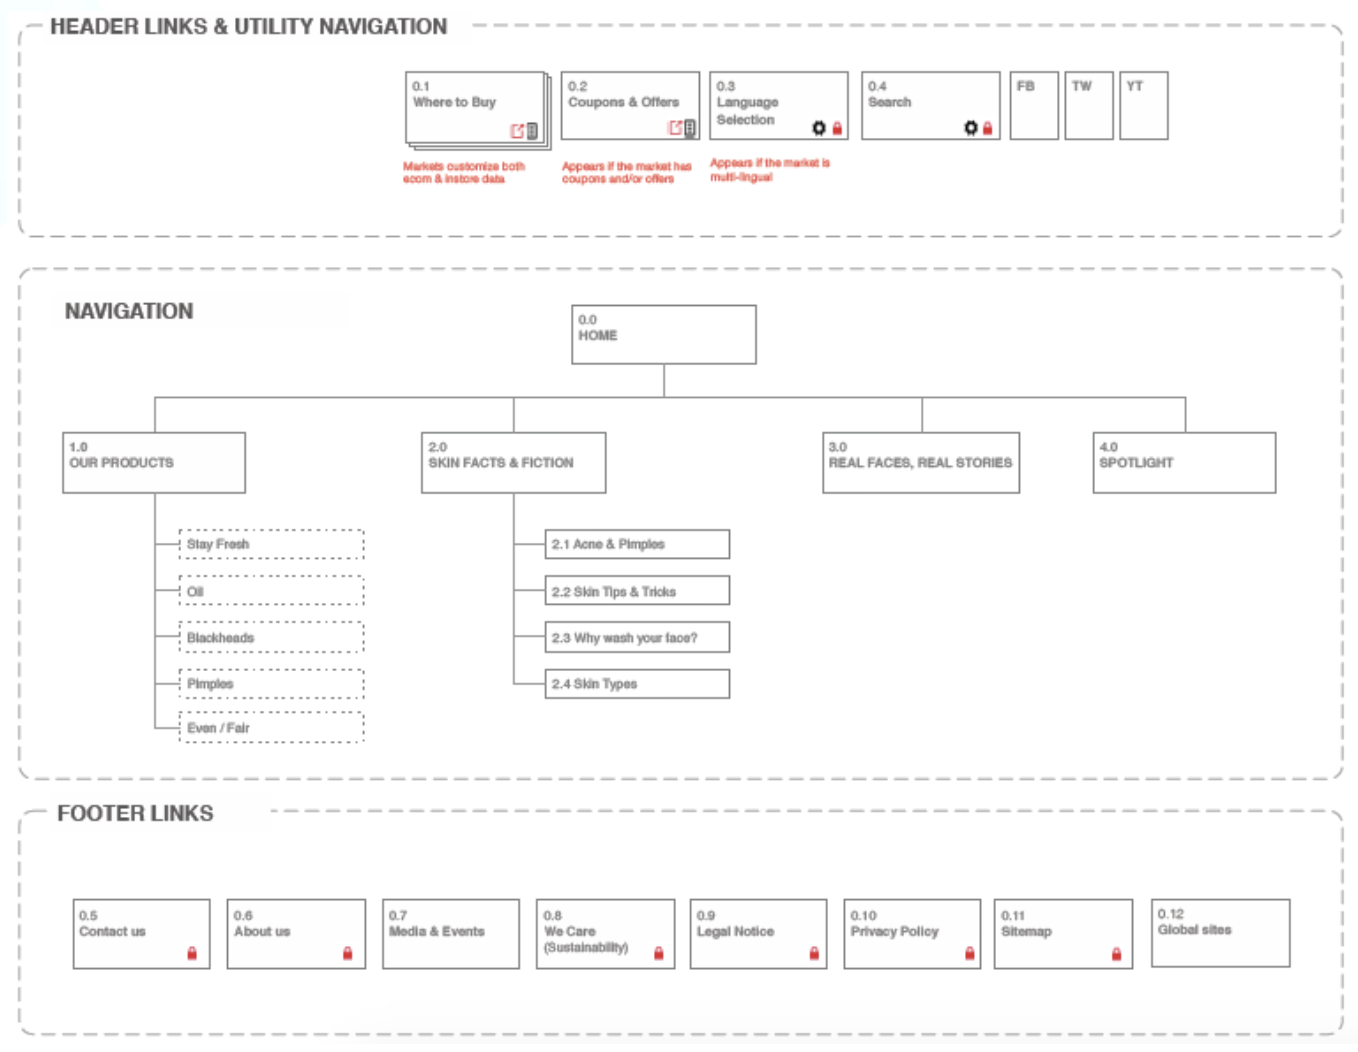 HEADER LINKS & UTILITY NAVIGATION
0.1
Where to Buy
Markets customize both
ecom & instore data
0.2
Coupons & Offers
Appears if the market has
coupons and/or offers
0.3
Language
Selection
Appears if the market is
multi-lingual
0.4
Search
FB
TW
YT
NAVIGATION
0.0
HOME
1.0
OUR PRODUCTS
Stay Fresh
Oil
Blackheads
Pimples
Even / Fair
2.0
SKIN FACTS & FICTION
2.1 Acne & Pimples
2.2 Skin Tips & Tricks
2.3 Why wash your face?
2.4 Skin Types
3.0
REAL FACES, REAL STORIES
4.0
SPOTLIGHT
FOOTER LINKS
0.5
Contact us
0.6
About us
0.7
Media & Events
0.8
We Care
(Sustainability)
0.9
Legal Notice
0.10
Privacy Policy
0.11
Sitemap
0.12
Global sites